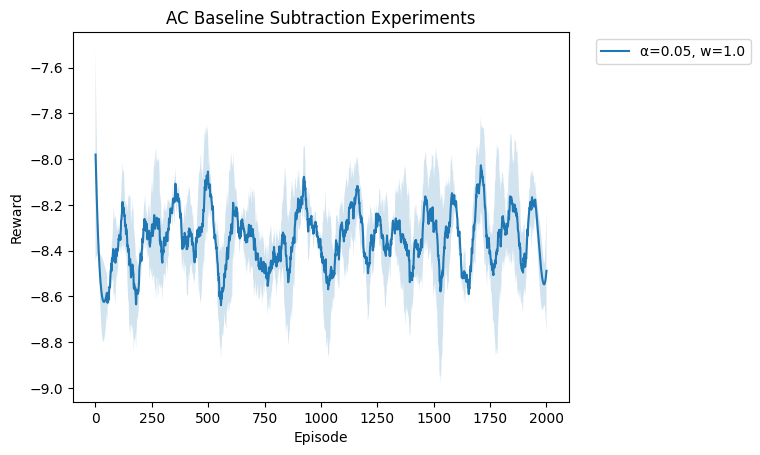 AC Baseline Subtraction Experiments
α=0.05, w=1.0
Reward
−7.6
−7.8
−8.0
−8.2
−8.4
−8.6
−8.8
−9.0
0 250 500 750 1000 1250 1500 1750 2000
Episode